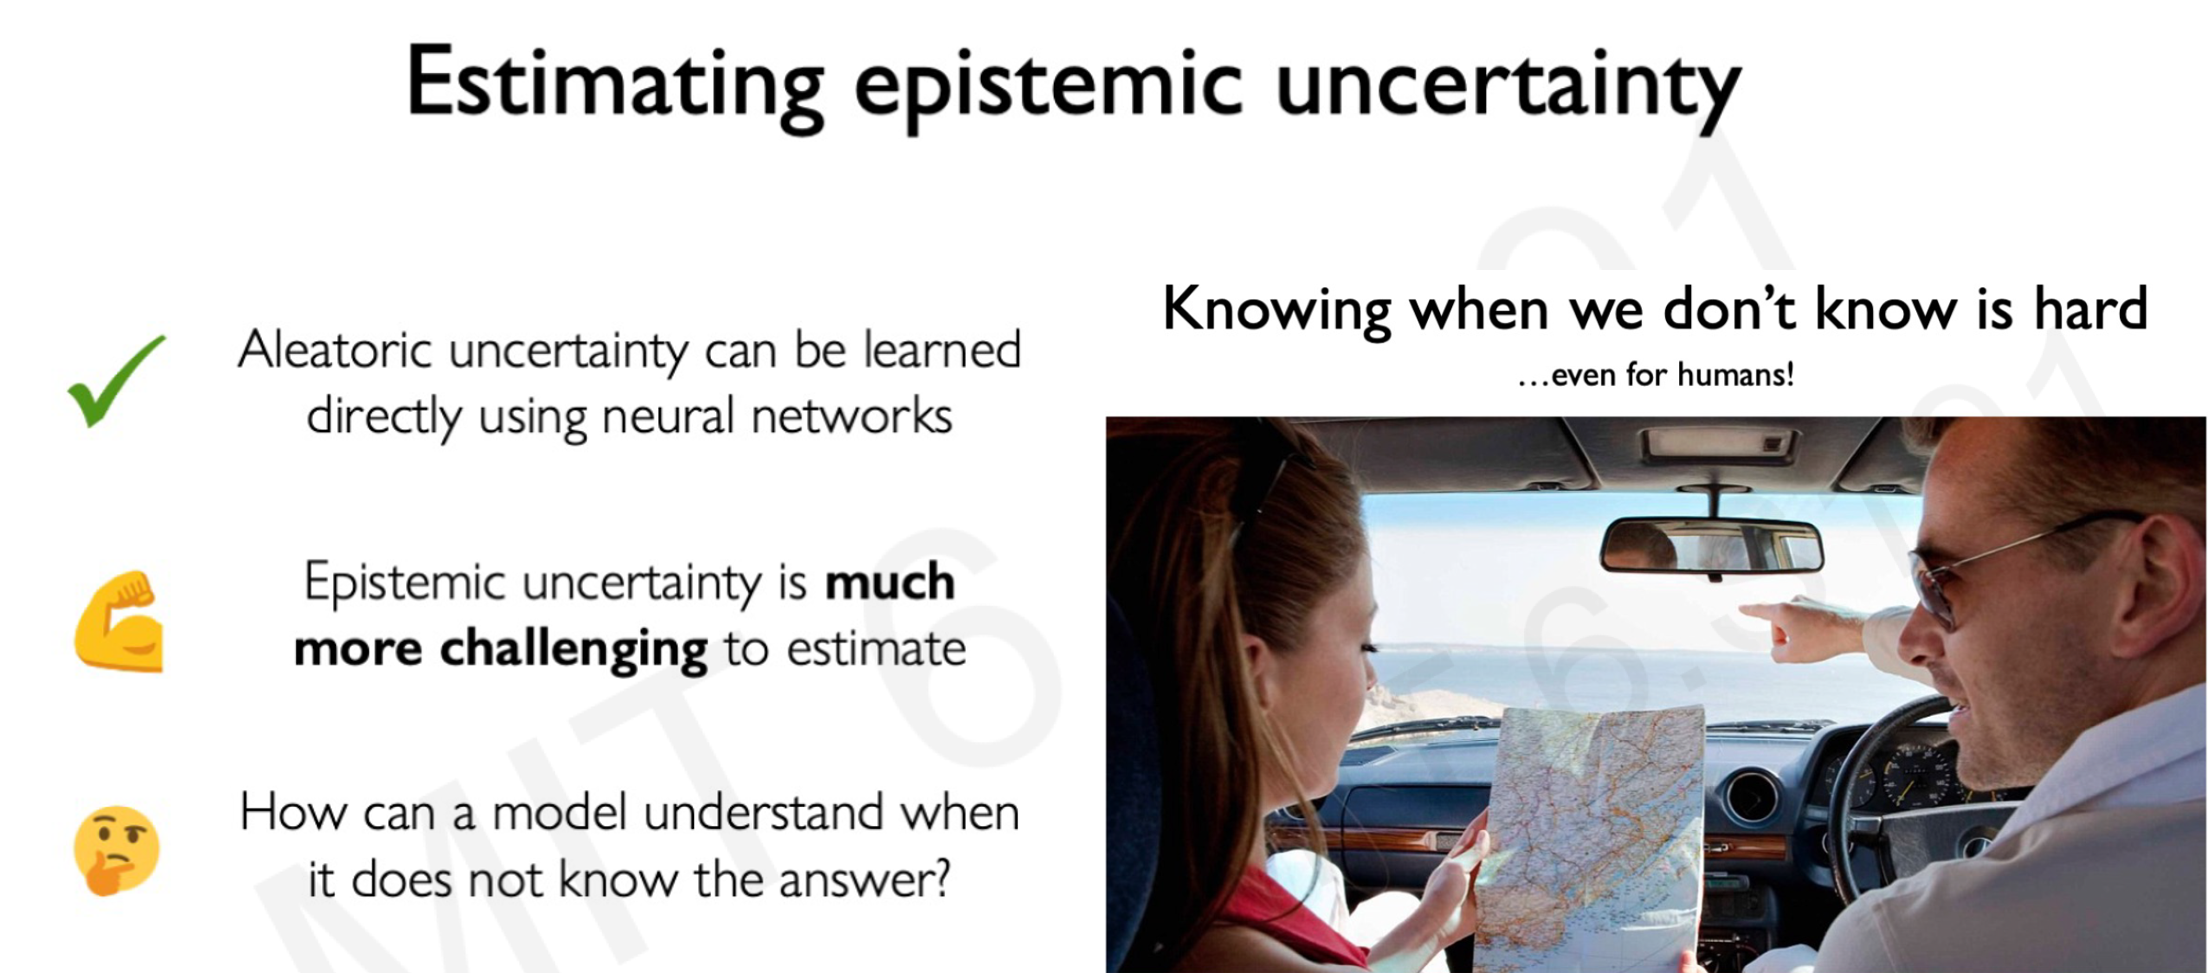 Estimating epistemic uncertainty
Aleatoric uncertainty can be learned
directly using neural networks
Epistemic uncertainty is much
more challenging to estimate
How can a model understand when
it does not know the answer?
Knowing when we don't know is hard
...even for humans!
MIT 6
6.S191